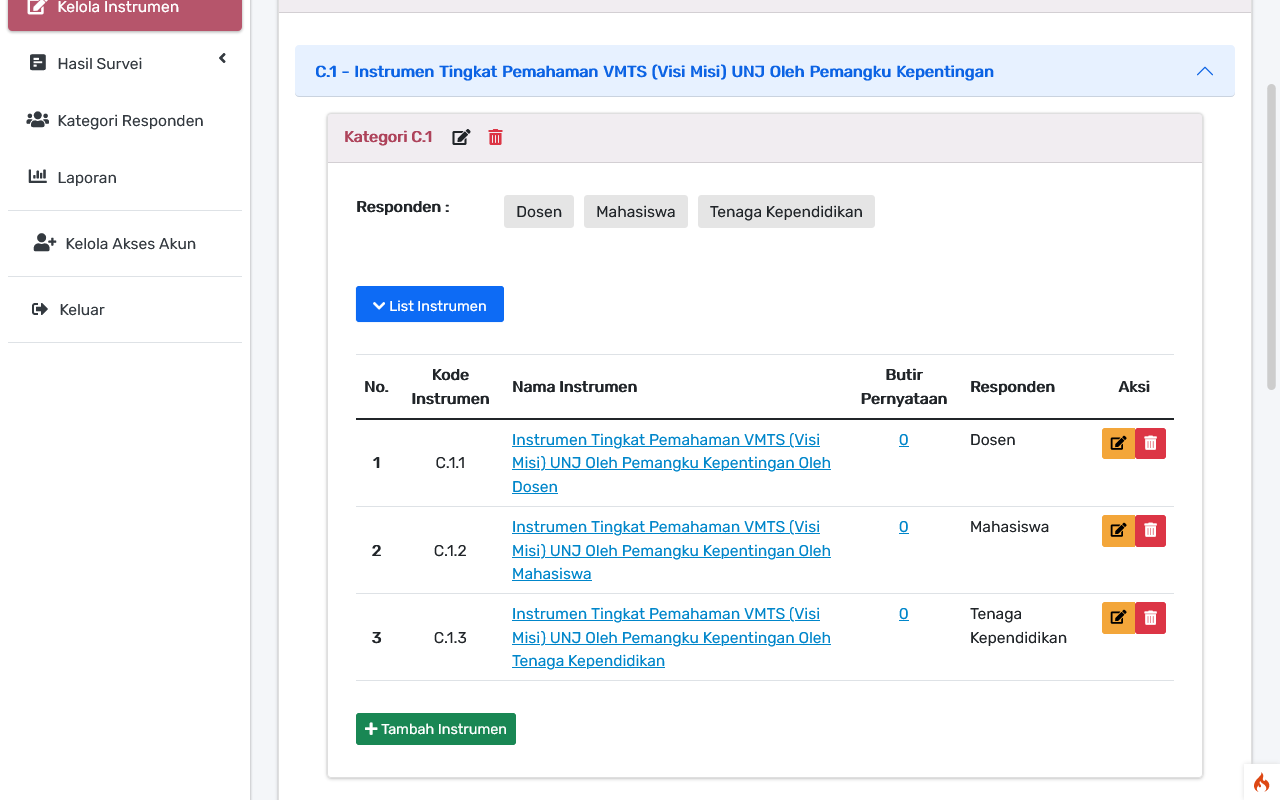 Kelola Instrumen
Hasil Survei
Kategori Responden
Laporan
Kelola Akses Akun
Keluar
C.1 - Instrumen Tingkat Pemahaman VMTS (Visi Misi) UNJ Oleh Pemangku Kepentingan
Kategori C.1
Responden :
Dosen
Mahasiswa
Tenaga Kependidikan
List Instrumen
No.
Kode
Instrumen
Nama Instrumen
Butir
Pernyataan
Responden
Aksi
1
C.1.1
Instrumen Tingkat Pemahaman VMTS (Visi
Misi) UNJ Oleh Pemangku Kepentingan Oleh
Dosen
0
Dosen
2
C.1.2
Instrumen Tingkat Pemahaman VMTS (Visi
Misi) UNJ Oleh Pemangku Kepentingan Oleh
Mahasiswa
0
Mahasiswa
3
C.1.3
Instrumen Tingkat Pemahaman VMTS (Visi
Misi) UNJ Oleh Pemangku Kepentingan Oleh
Tenaga Kependidikan
0
Tenaga
Kependidikan
Tambah Instrumen